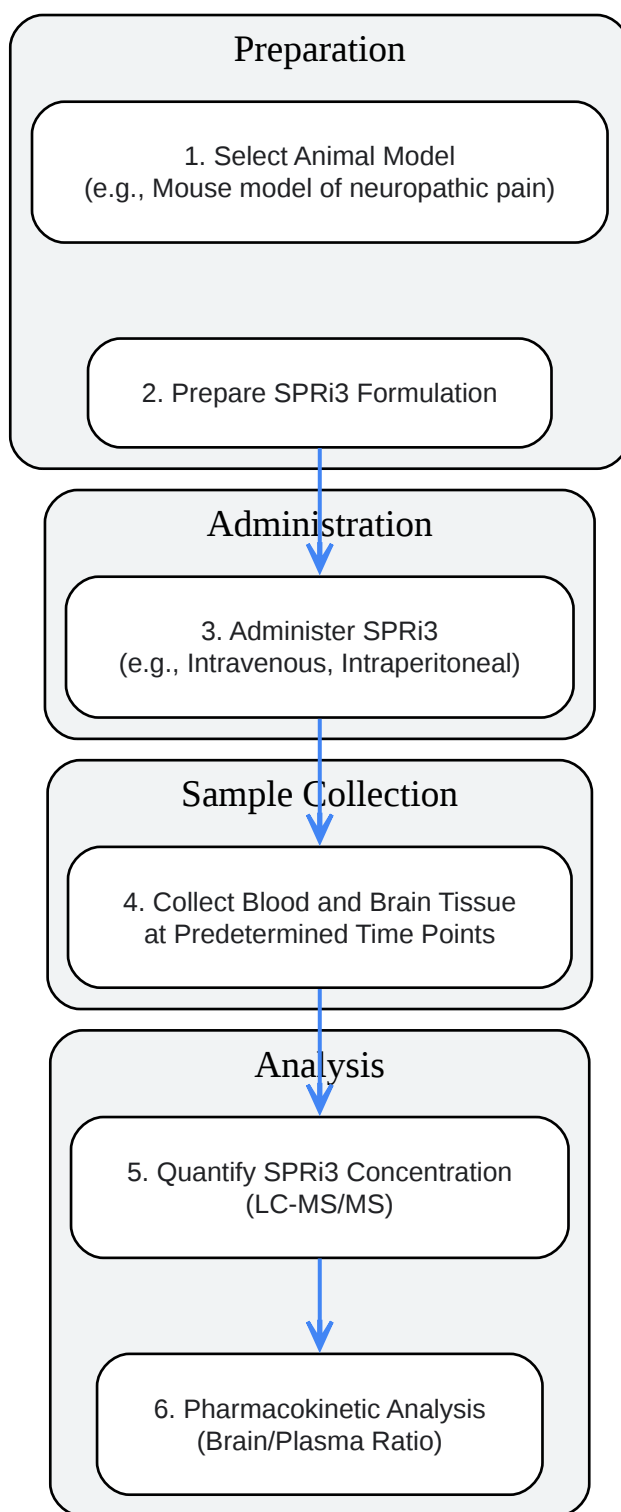 Preparation
1. Select Animal Model
(e.g., Mouse model of neuropathic pain)
2. Prepare SPRi3 Formulation
Administration
3. Administer SPRi3
(e.g., Intravenous, Intraperitoneal)
Sample Collection
4. Collect Blood and Brain Tissue
at Predetermined Time Points
Analysis
5. Quantify SPRi3 Concentration
(LC-MS/MS)
6. Pharmacokinetic Analysis
(Brain/Plasma Ratio)